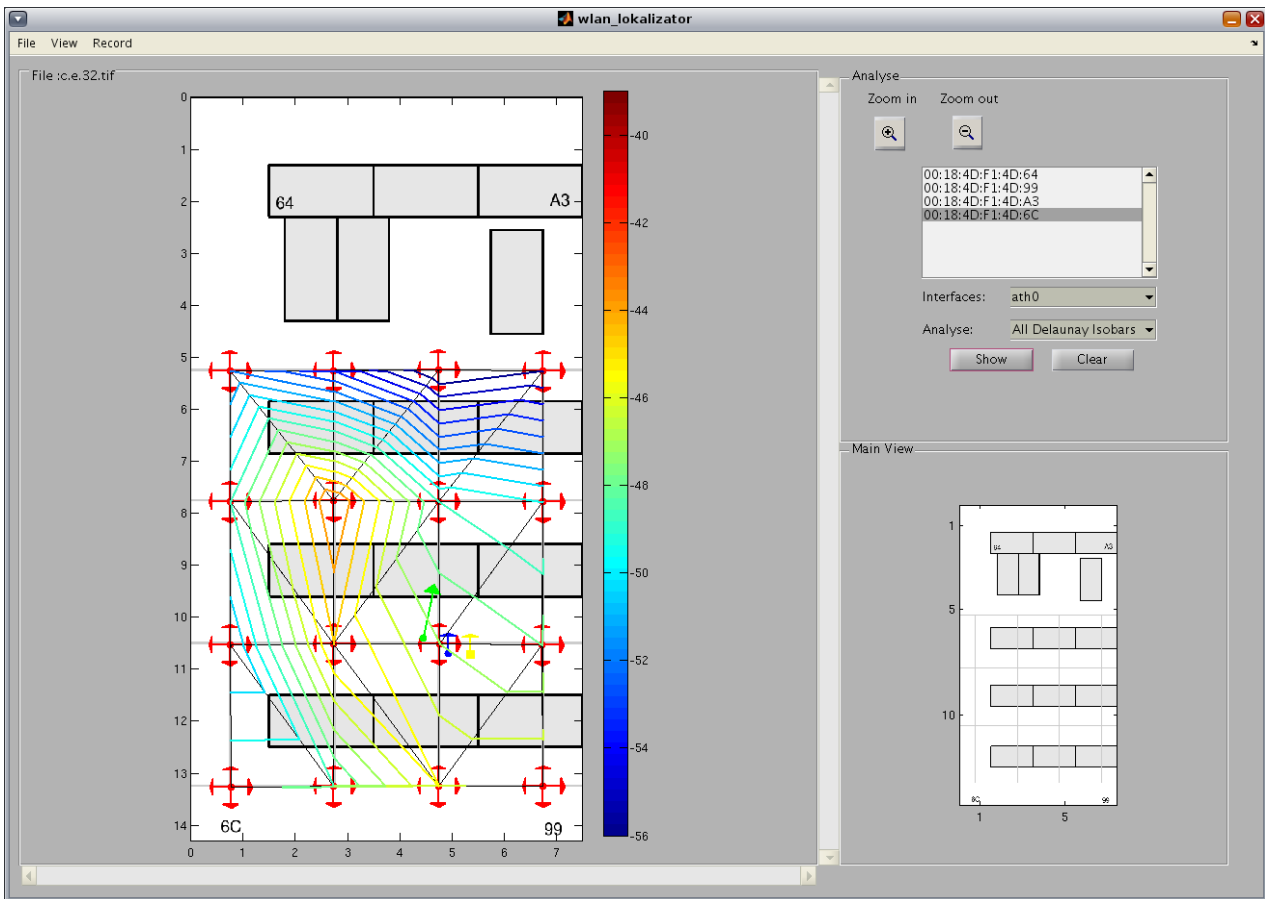 wlan_lokalizator
File View Record
File :c.e.32.tif
0
1
2
3
4
5
6
7
8
9
10
11
12
13
14
0 1 2 3 4 5 6 7
64 A3
6C 99
-40
-42
-44
-46
-48
-50
-52
-54
-56
Analyse
Zoom in Zoom out
00:18:4D:F1:4D:64
00:18:4D:F1:4D:99
00:18:4D:F1:4D:A3
00:18:4D:F1:4D:6C
Interfaces: ath0
Analyse: All Delaunay Isobars
Show Clear
Main View
1
5
10
64 A3
6C 99
1 5